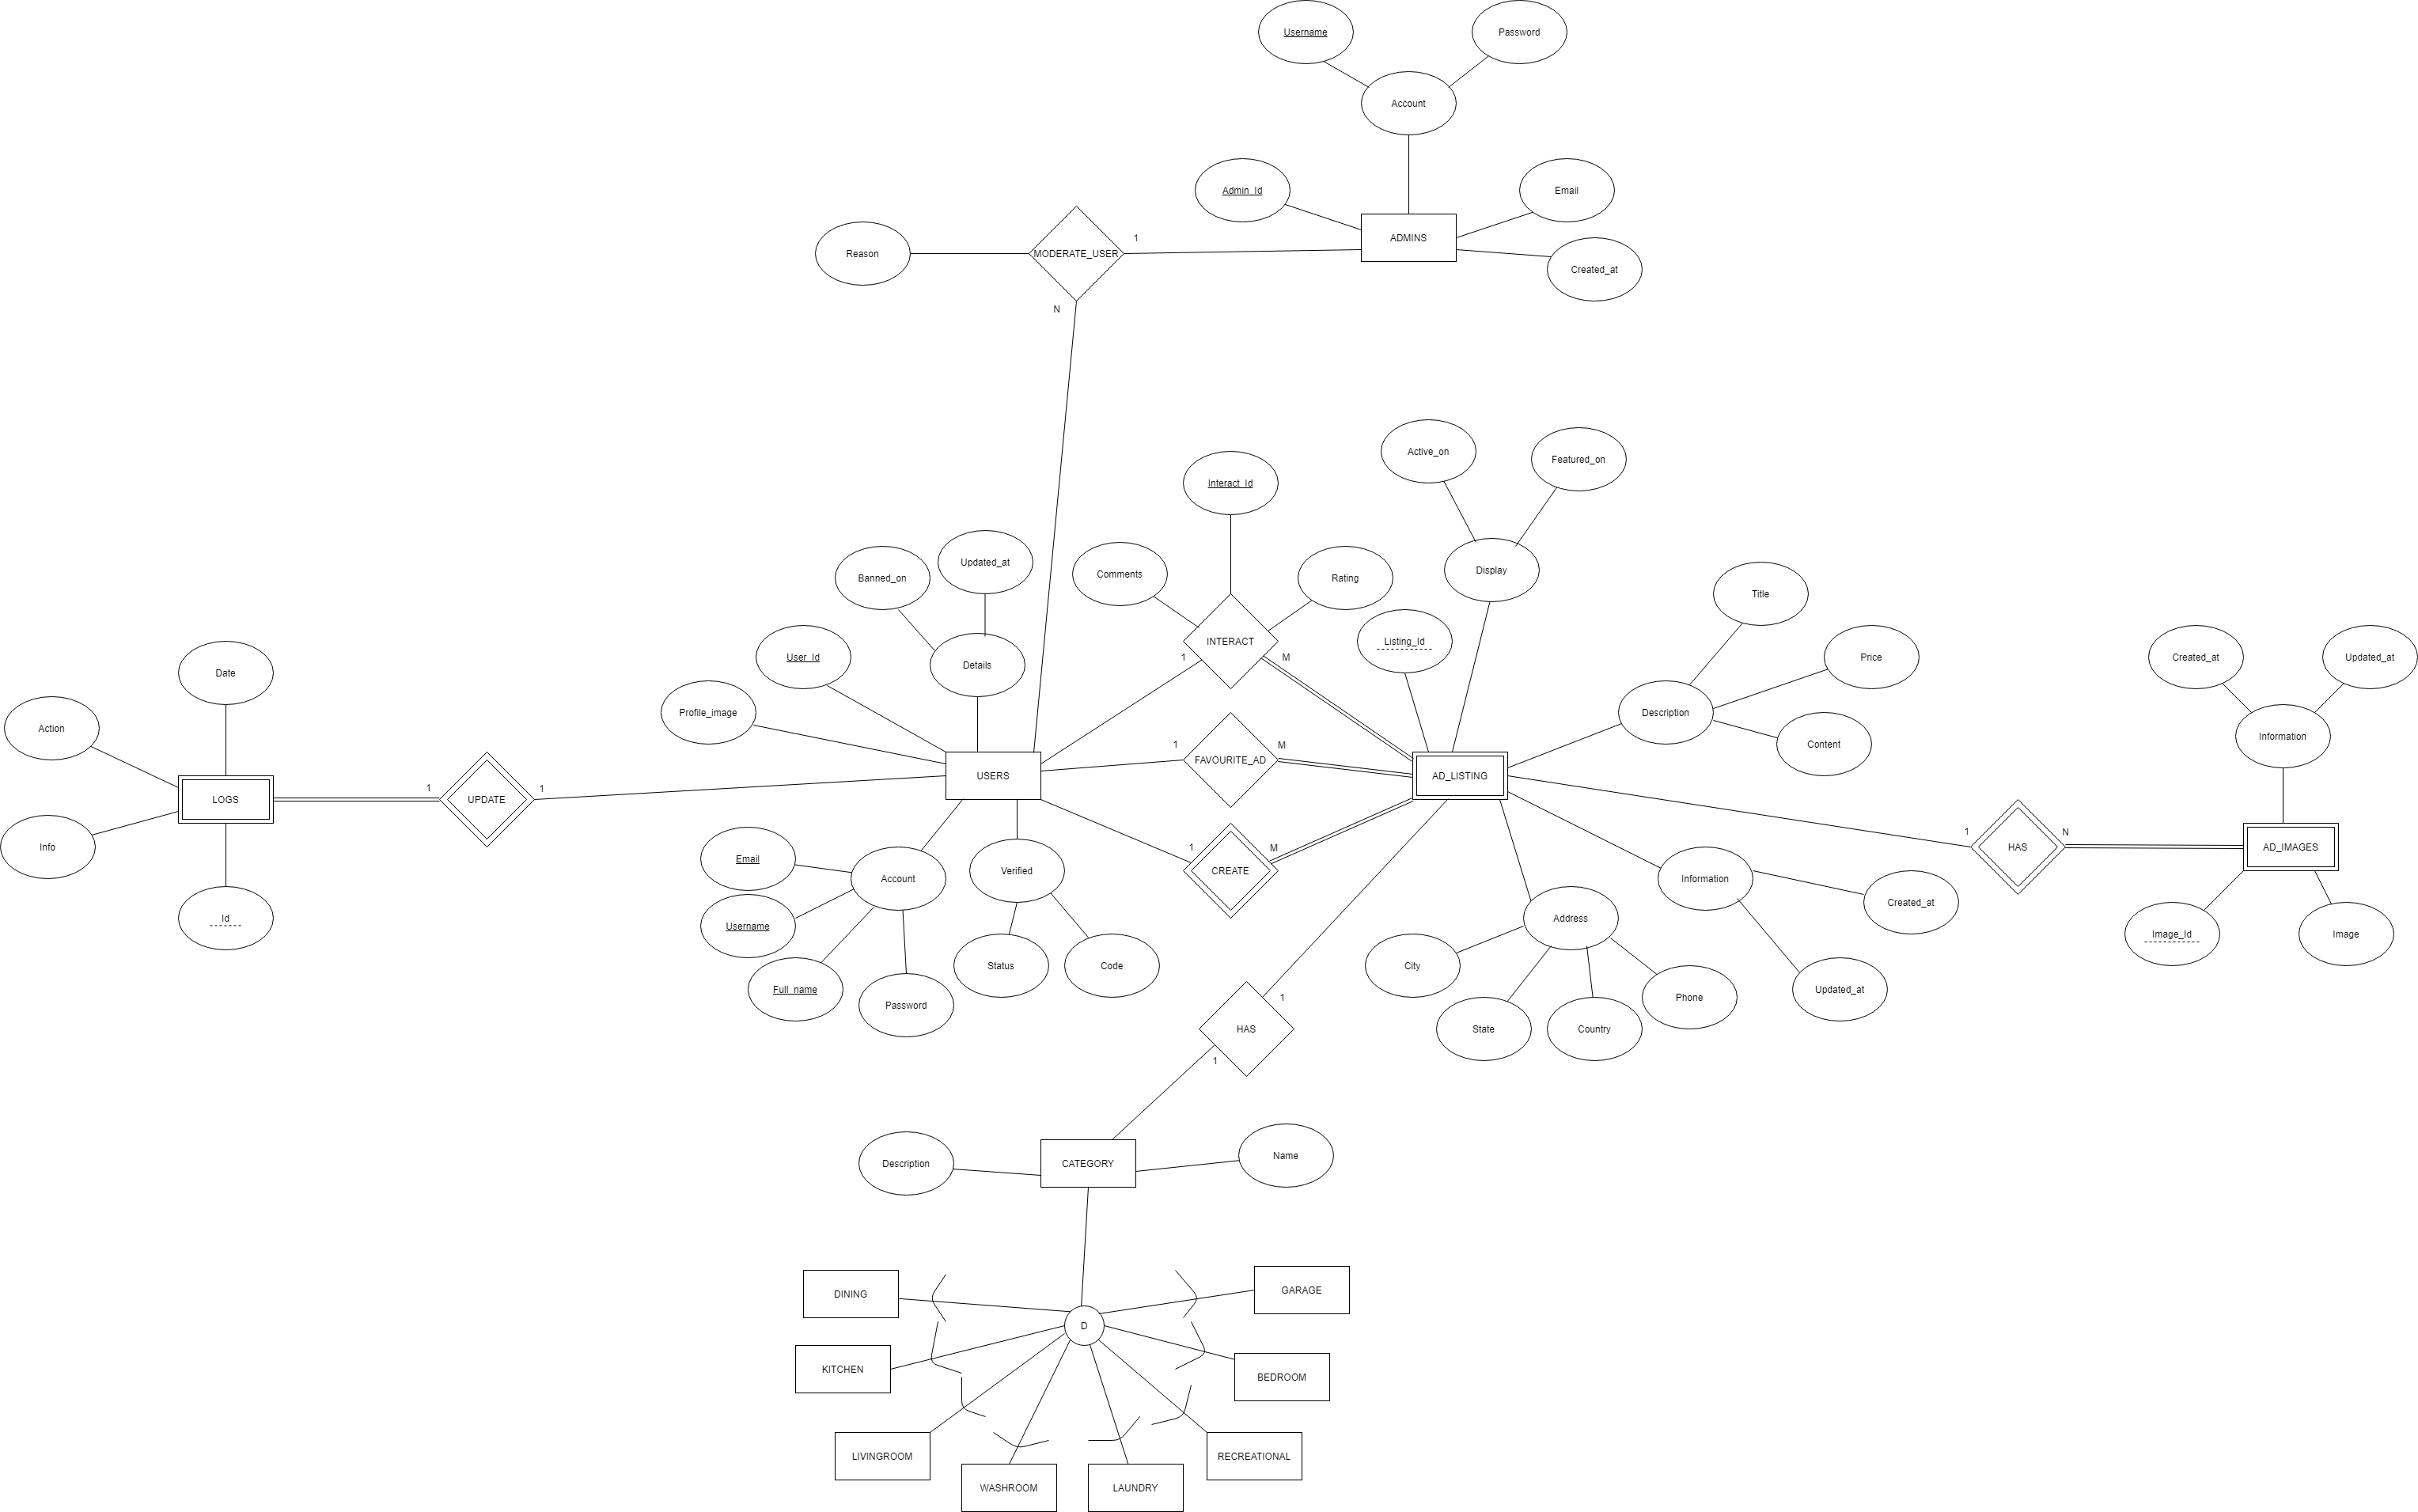 Username
Password
Account
Admin_Id
Email
ADMINS
Created_at
1
MODERATE_USER
Reason
N
Active_on
Featured_on
Interact_Id
Display
Comments
Rating
Updated_at
Banned_on
Title
Date
User_Id
Details
INTERACT
Listing_Id
1
M
Price
Created_at
Updated_at
Action
Profile_image
Description
Information
Content
1
M
FAVOURITE_AD
USERS
AD_LISTING
1
1
LOGS
UPDATE
Info
Email
Account
Verified
1
M
CREATE
1
N
HAS
AD_IMAGES
Information
Created_at
Id
Username
Address
Image_Id
Image
Full_name
Password
Status
Code
City
State
Country
Phone
Updated_at
1
HAS
1
Description
CATEGORY
Name
DINING
GARAGE
D
KITCHEN
BEDROOM
LIVINGROOM
RECREATIONAL
WASHROOM
LAUNDRY